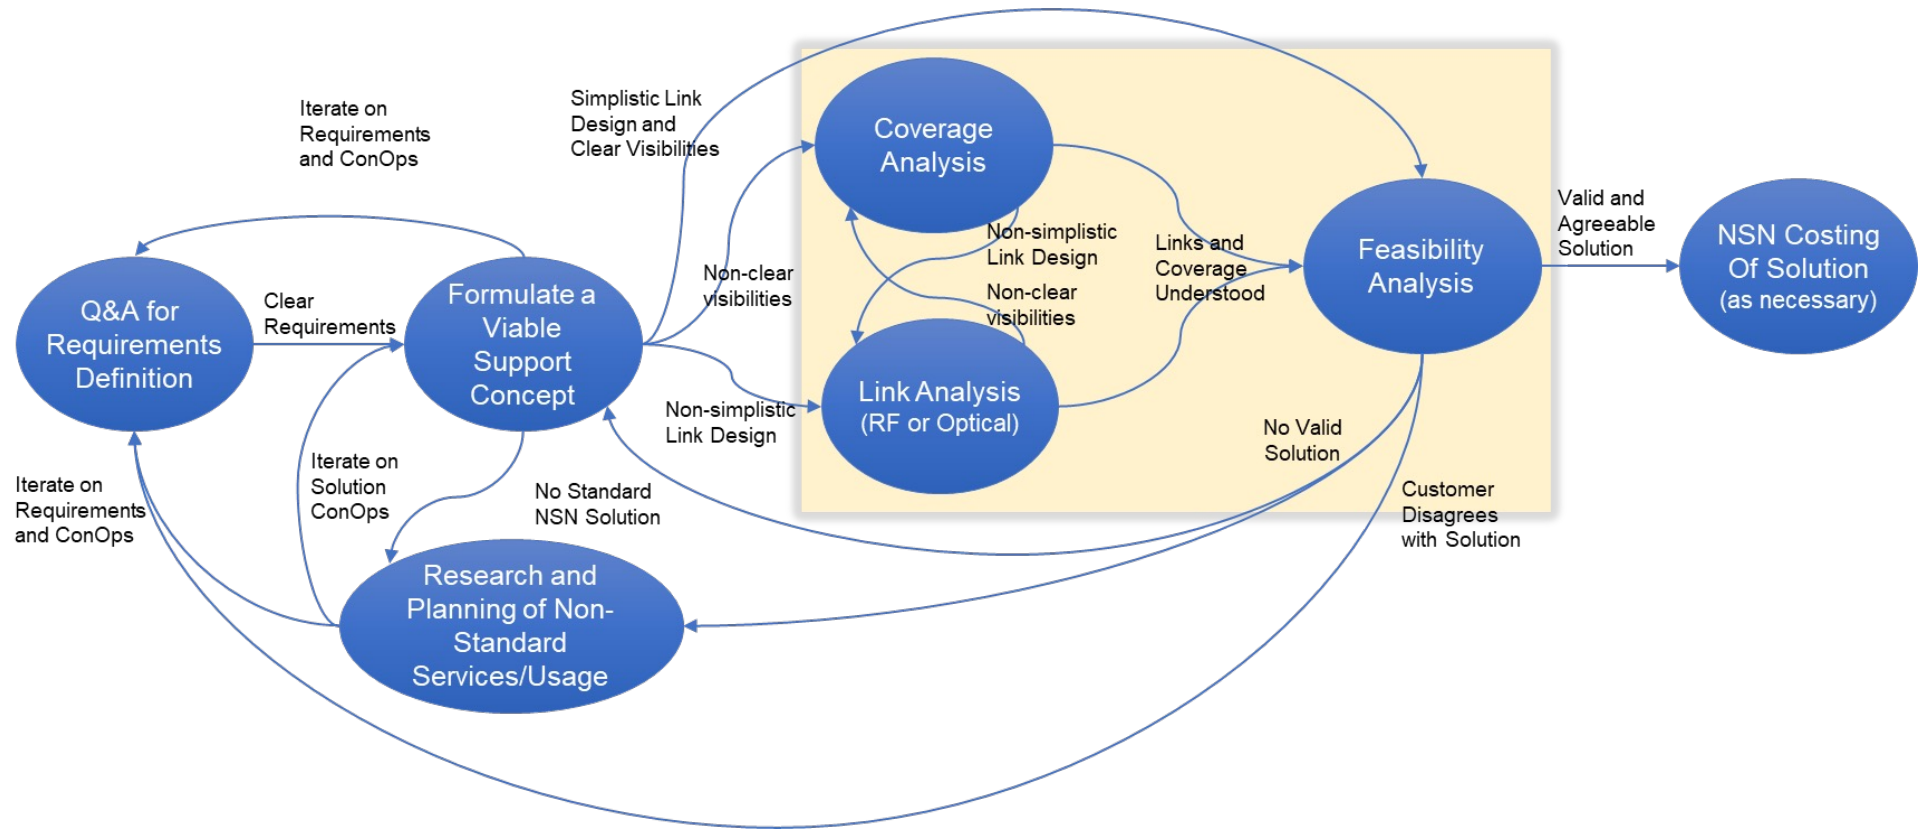 Iterate on
Requirements
and ConOps
Simplistic Link
Design and
Clear Visibilities
Coverage
Analysis
Valid and
Agreeable
Solution
Non-simplistic
Link Design
Links and
Coverage
Understood
Feasibility
Analysis
NSN Costing
Of Solution
(as necessary)
Q&A for
Requirements
Definition
Clear
Requirements
Formulate a
Viable
Support
Concept
Non-clear
visibilities
Non-clear
visibilities
Non-simplistic
Link Design
Link Analysis
(RF or Optical)
No Valid
Solution
Iterate on
Requirements
and ConOps
Iterate on
Solution
ConOps
No Standard
NSN Solution
Customer
Disagrees
with Solution
Research and
Planning of Non-
Standard
Services/Usage